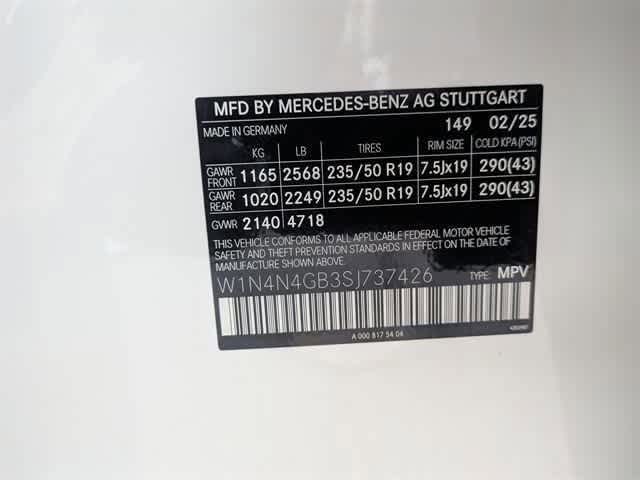 MFD BY MERCEDES-BENZ AG STUTTGART
MADE IN GERMANY 149 02/25
KG LB TIRES RIM SIZE COLD KPA (PSI)
GAWR FRONT 1165 2568 235/50 R19 7.5Jx19 290(43)
GAWR REAR 1020 2249 235/50 R19 7.5Jx19 290(43)
GVWR 2140 4718
THIS VEHICLE CONFORMS TO ALL APPLICABLE FEDERAL MOTOR VEHICLE
SAFETY AND THEFT PREVENTION STANDARDS IN EFFECT ON THE DATE
OF MANUFACTURE SHOWN ABOVE.
W1N4N4GB3SJ737426 TYPE: MPV
A 000 817 54 04